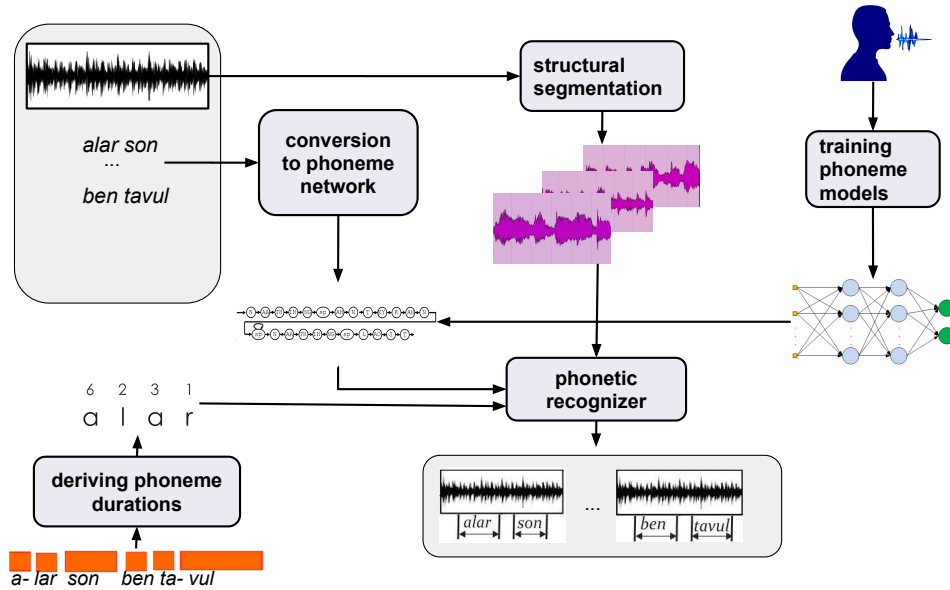 structural
segmentation
alar son
...
ben tavul
conversion
to phoneme
network
training
phoneme
models
phonetic
recognizer
6 2 3 1
a l a r
deriving phoneme
durations
a- lar son ben ta- vul
alar son ... ben tavul